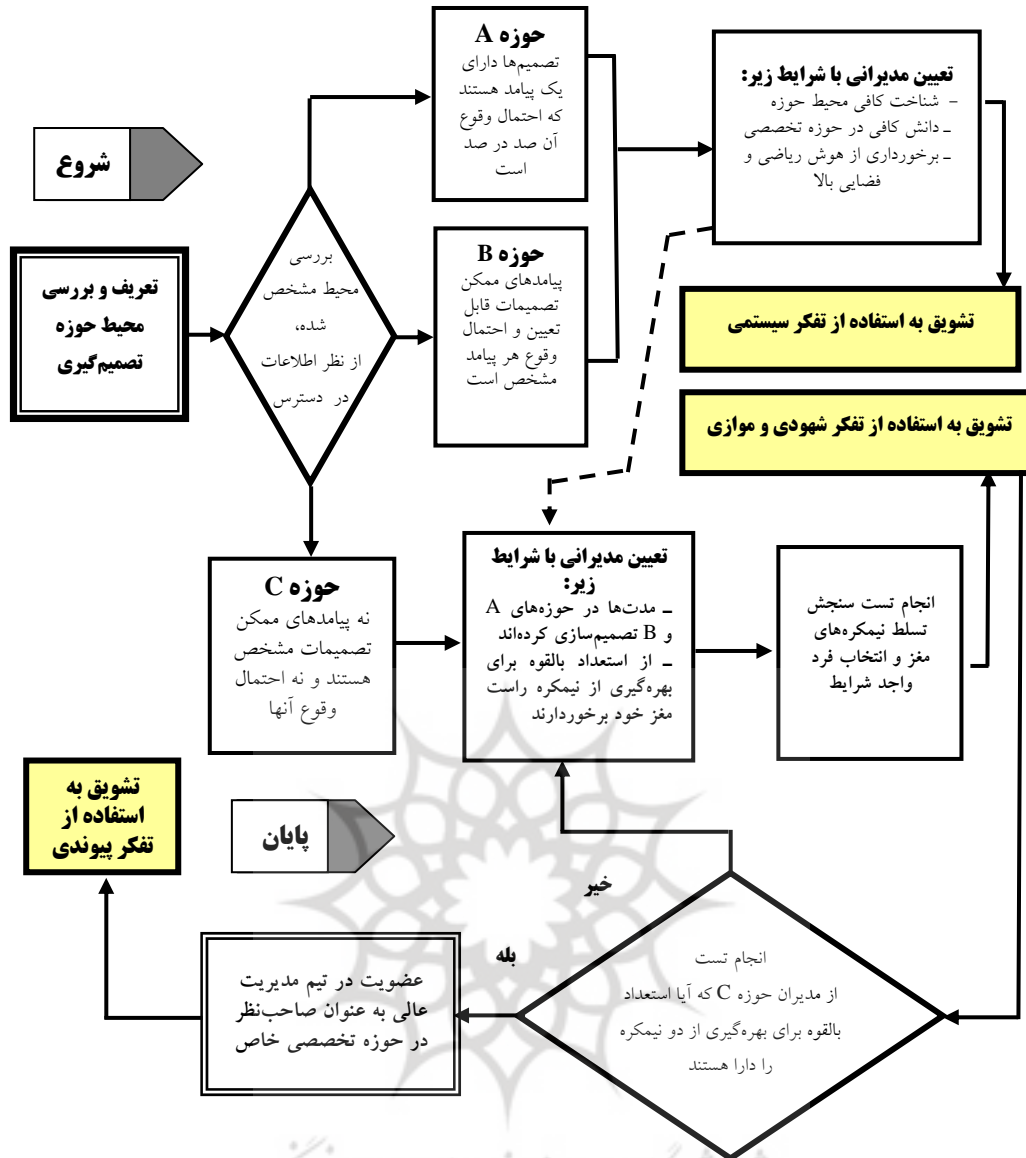 شروع
تعریف و بررسی
محیط حوزه
تصمیم‌گیری
بررسی
محیط مشخص
شده،
از نظر اطلاعات
در دسترس
حوزه A
تصمیم‌ها دارای
یک پیامد هستند
که احتمال وقوع
آن صد در صد
است
حوزه B
پیامدهای ممکن
تصمیمات قابل
تعیین و احتمال
وقوع هر پیامد
مشخص است
تعیین مدیرانی با شرایط زیر:
- شناخت کافی محیط حوزه
ـ دانش کافی در حوزه تخصصی
ـ برخورداری از هوش ریاضی و
فضایی بالا
تشویق به استفاده از تفکر سیستمی
تشویق به استفاده از تفکر شهودی و موازی
حوزه C
نه پیامدهای ممکن
تصمیمات مشخص
هستند و نه احتمال
وقوع آنها
تعیین مدیرانی با شرایط
زیر:
ـ مدت‌ها در حوزه‌های A
و B تصمیم‌سازی کرده‌اند
ـ از استعداد بالقوه برای
بهره‌گیری از نیمکره راست
مغز خود برخوردارند
انجام تست سنجش
تسلط نیمکره‌های
مغز و انتخاب فرد
واجد شرایط
انجام تست
از مدیران حوزه C که آیا استعداد
بالقوه برای بهره‌گیری از دو نیمکره
را دارا هستند
خیر
بله
عضویت در تیم مدیریت
عالی به عنوان صاحب‌نظر
در حوزه تخصصی خاص
تشویق به
استفاده از
تفکر پیوندی
پایان